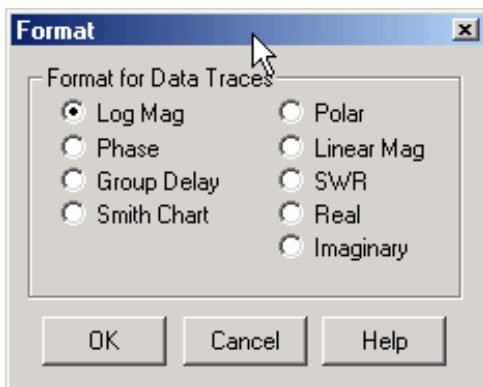 Format
Format for Data Traces
Log Mag
Phase
Group Delay
Smith Chart
Polar
Linear Mag
SWR
Real
Imaginary
OK
Cancel
Help